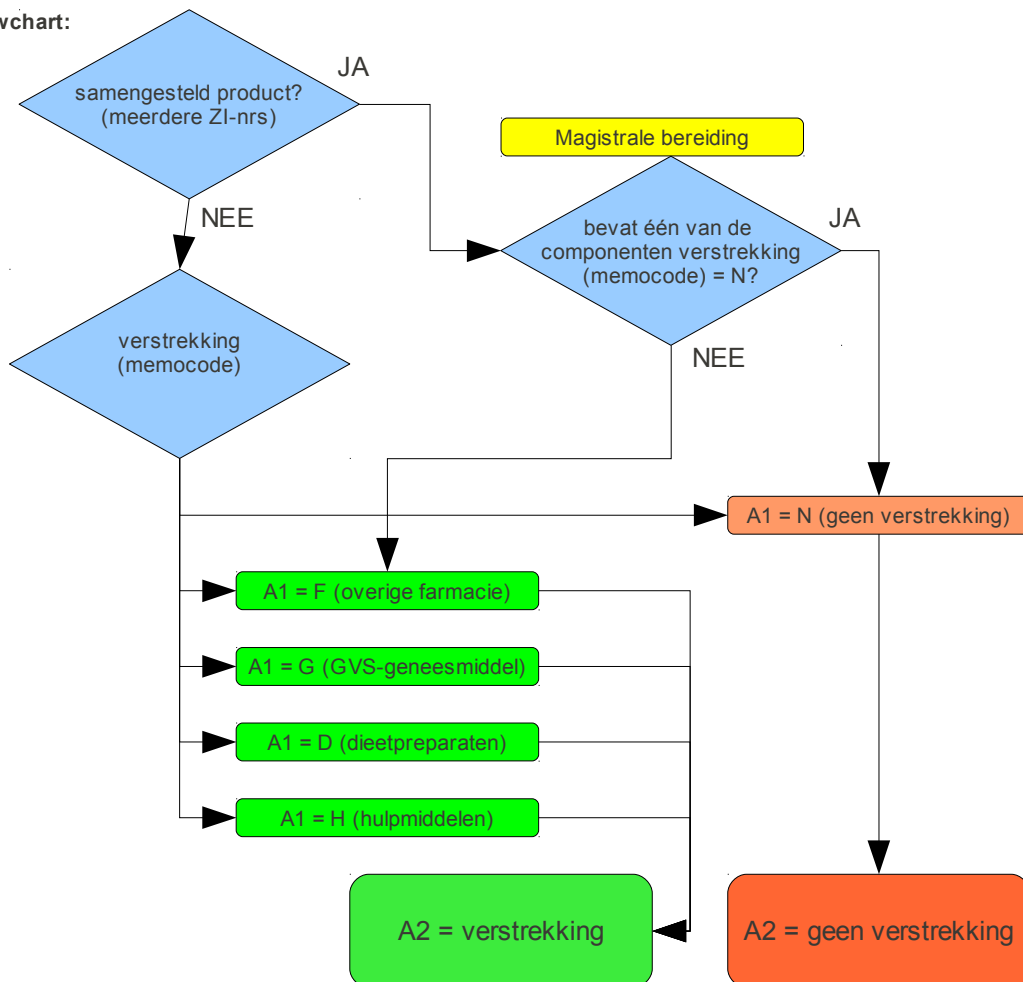 wchart:
samengesteld product?
(meerdere ZI-nrs)
JA
NEE
Magistrale bereiding
bevat één van de
componenten verstrekking
(memocode) = N?
JA
NEE
verstrekking
(memocode)
A1 = N (geen verstrekking)
A1 = F (overige farmacie)
A1 = G (GVS-geneesmiddel)
A1 = D (dieetpreparaten)
A1 = H (hulpmiddelen)
A2 = verstrekking
A2 = geen verstrekking